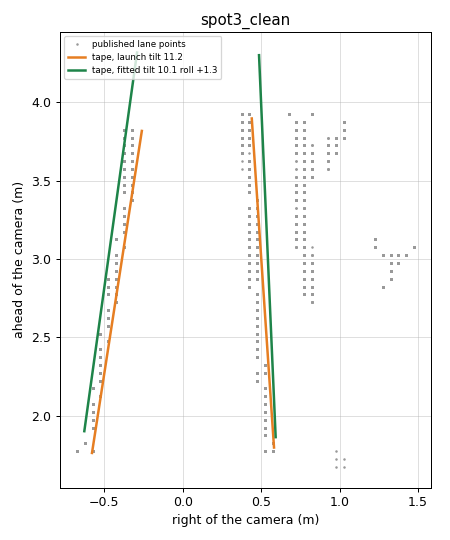 spot3_clean
published lane points
tape, launch tilt 11.2
tape, fitted tilt 10.1 roll +1.3
4.0
3.5
3.0
2.5
2.0
ahead of the camera (m)
−0.5 0.0 0.5 1.0 1.5
right of the camera (m)